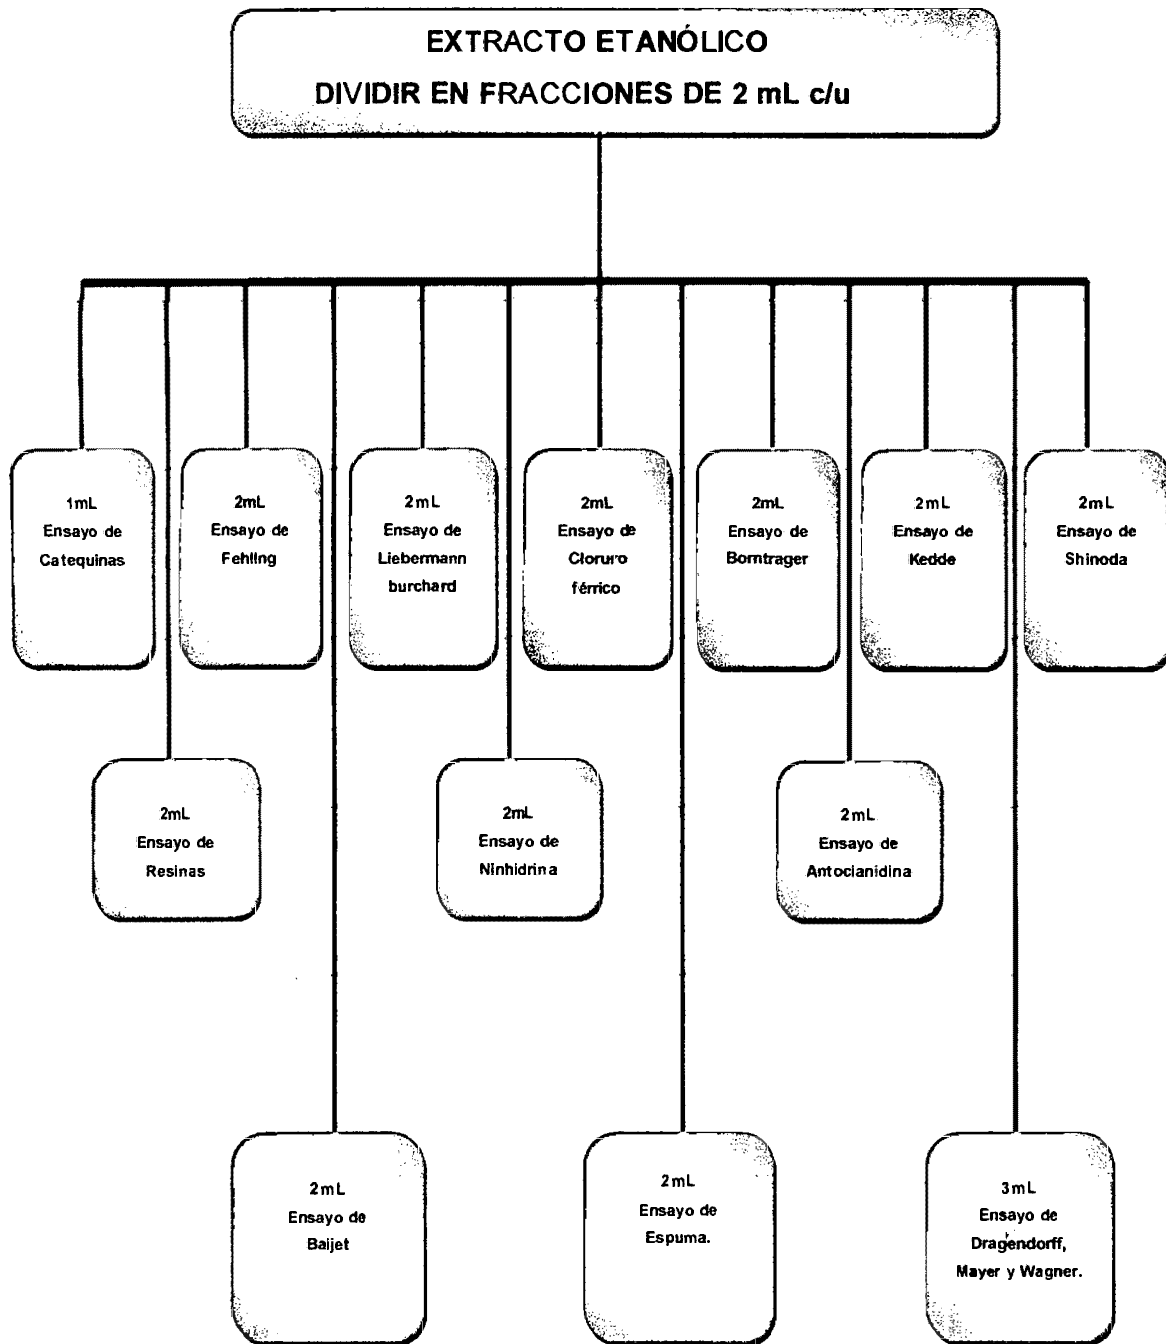 EXTRACTO ETANÓLICO
DIVIDIR EN FRACCIONES DE 2 mL c/u
1mL
Ensayo de
Catequinas
2mL
Ensayo de
Fehling
2mL
Ensayo de
Liebermann
burchard
2mL
Ensayo de
Cloruro
férrico
2mL
Ensayo de
Borntrager
2mL
Ensayo de
Kedde
2mL
Ensayo de
Shinoda
2mL
Ensayo de
Resinas
2mL
Ensayo de
Ninhidrina
2mL
Ensayo de
Antocianidina
2mL
Ensayo de
Baijet
2mL
Ensayo de
Espuma.
3mL
Ensayo de
Dragendorff,
Mayer y Wagner.